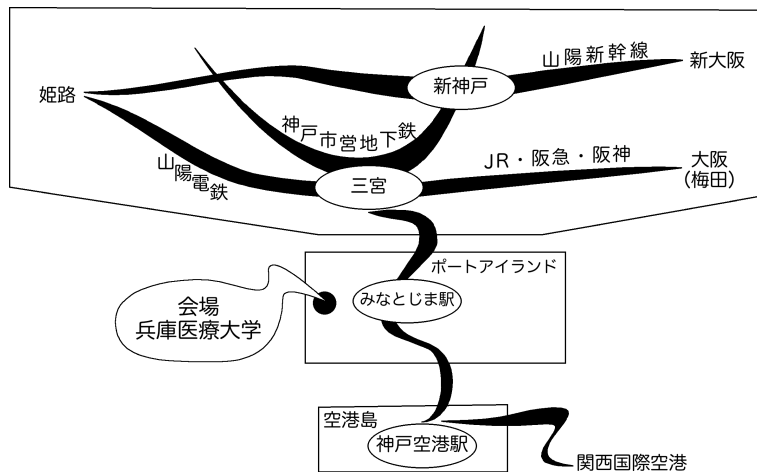 山陽新幹線
新大阪
新神戸
姫路
神戸市営地下鉄
JR・阪急・阪神
大阪
(梅田)
山陽電鉄
三宮
ポートアイランド
みなとじま駅
会場
兵庫医療大学
空港島
神戸空港駅
関西国際空港